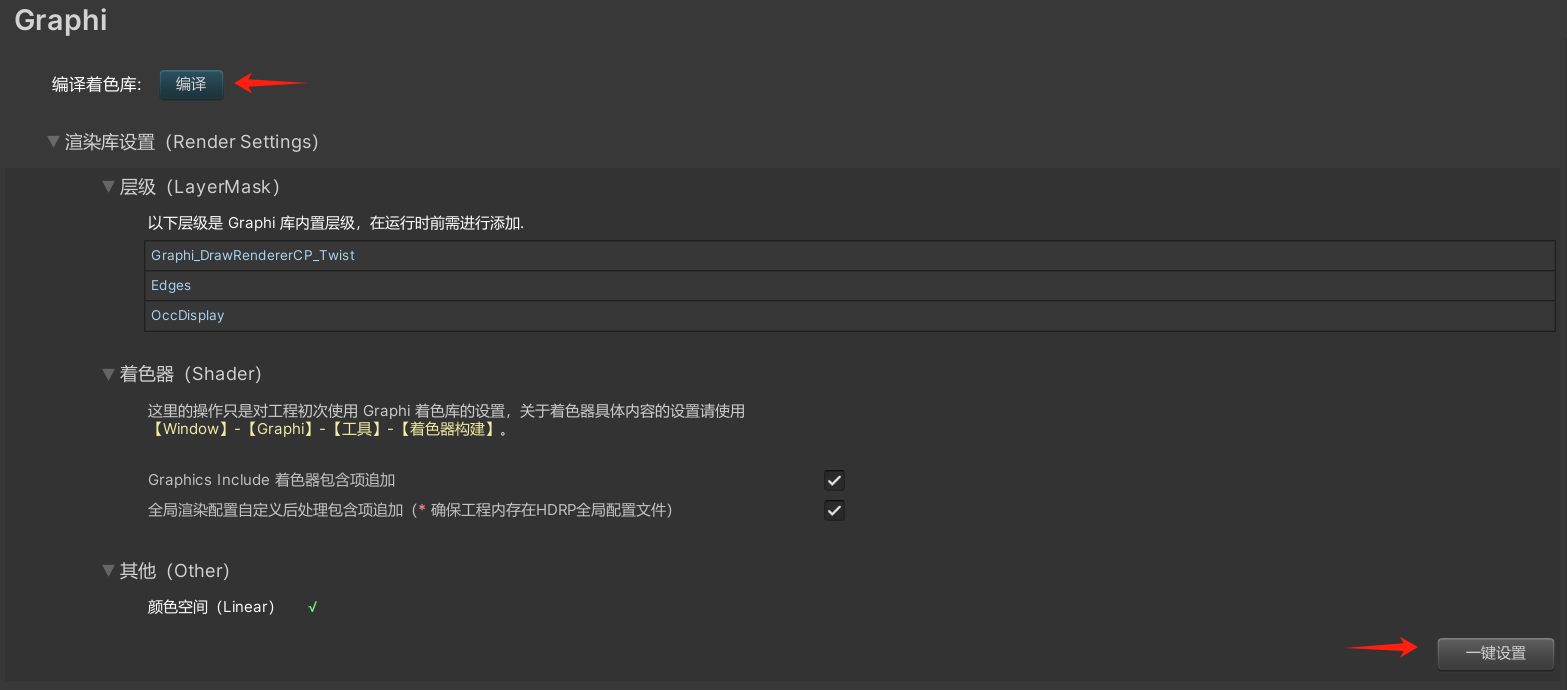 Graphi
编译着色库: 编译
渲染库设置（Render Settings）
层级（LayerMask）
以下层级是 Graphi 库内置层级，在运行时前需进行添加.
Graphi_DrawRendererCP_Twist
Edges
OccDisplay
着色器（Shader）
这里的操作只是对工程初次使用 Graphi 着色库的设置，关于着色器具体内容的设置请使用
【Window】-【Graphi】-【工具】-【着色器构建】。
Graphics Include 着色器包含项追加
全局渲染配置自定义后处理包含项追加（* 确保工程内存在HDRP全局配置文件）
其他（Other）
颜色空间（Linear） √
一键设置